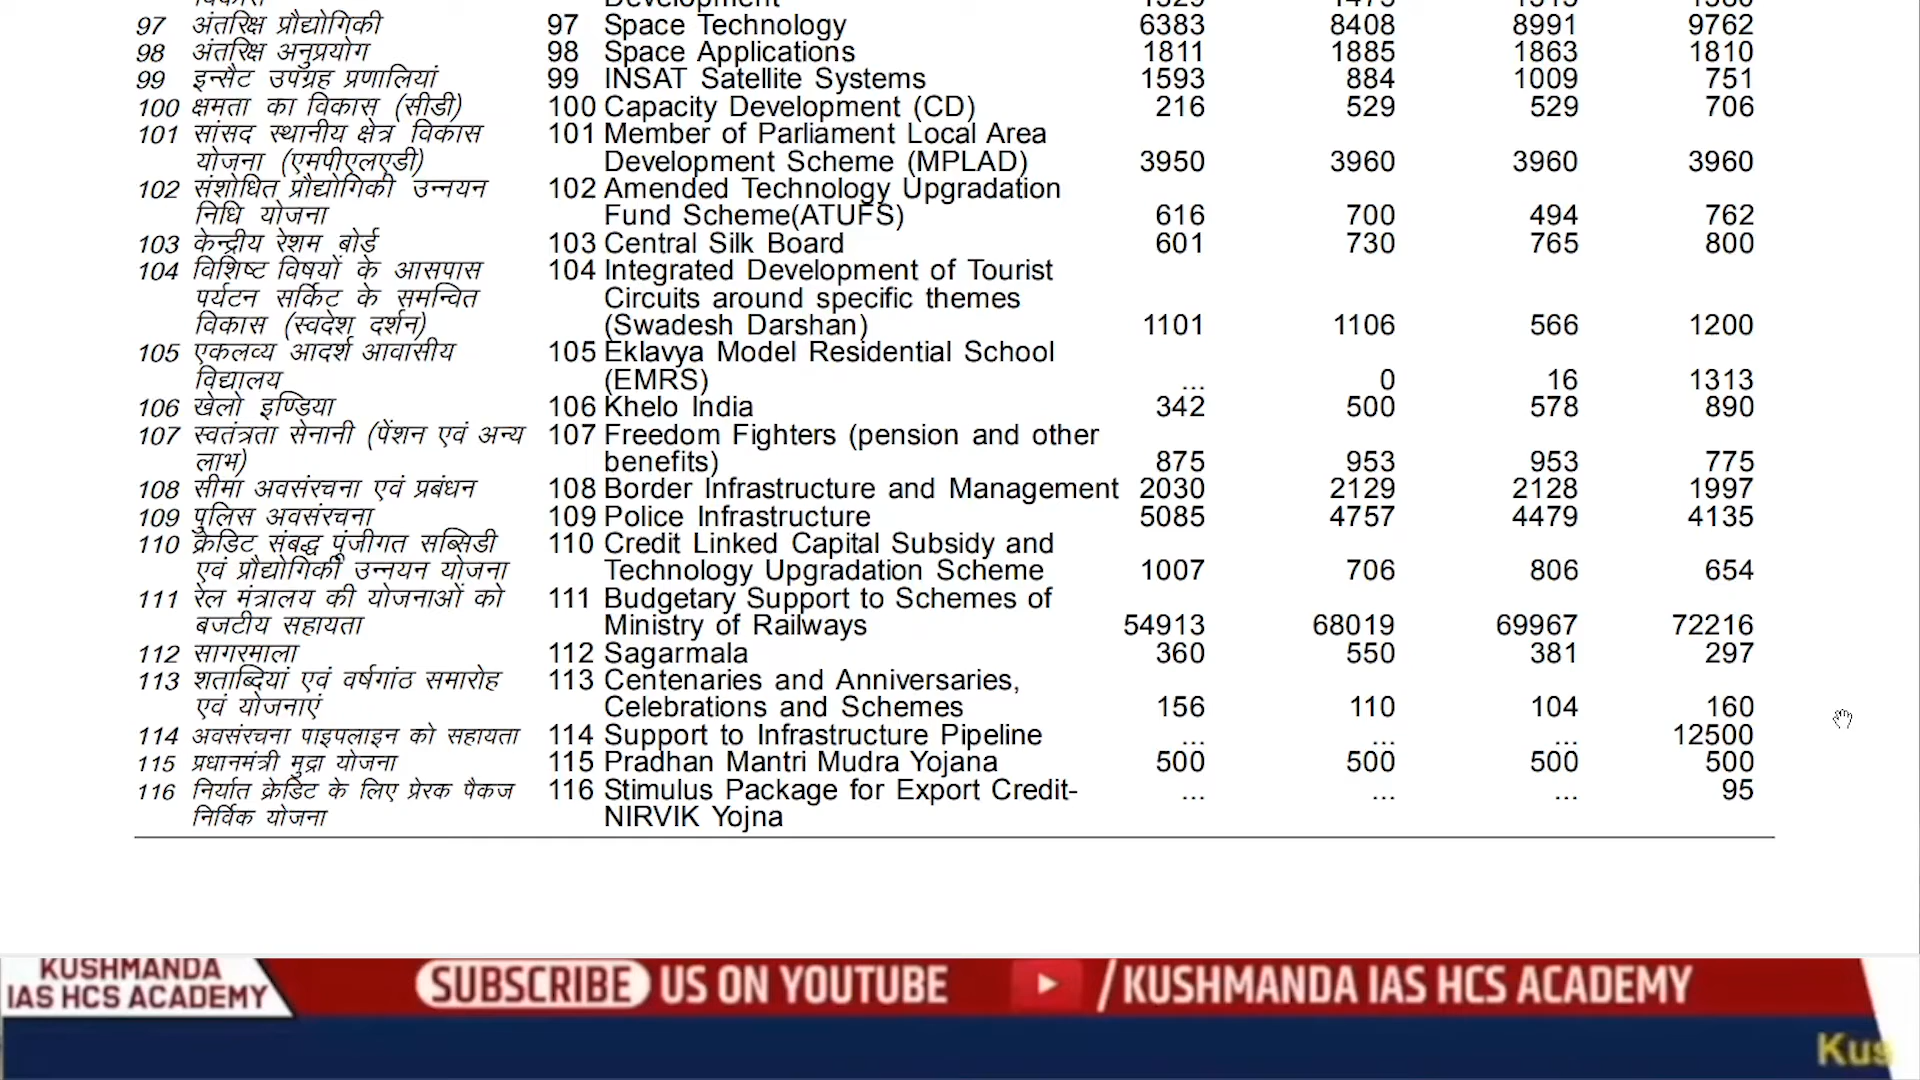 97 अंतरिक्ष प्रौद्योगिकी 97 Space Technology 6383 8408 8991 9762
98 अंतरिक्ष अनुप्रयोग 98 Space Applications 1811 1885 1863 1810
99 इन्सैट उपग्रह प्रणालियां 99 INSAT Satellite Systems 1593 884 1009 751
100 क्षमता का विकास (सीडी) 100 Capacity Development (CD) 216 529 529 706
101 सांसद स्थानीय क्षेत्र विकास 101 Member of Parliament Local Area
योजना (एमपीएलएडी) Development Scheme (MPLAD) 3950 3960 3960 3960
102 संशोधित प्रौद्योगिकी उन्नयन 102 Amended Technology Upgradation
निधि योजना Fund Scheme(ATUFS) 616 700 494 762
103 केन्द्रीय रेशम बोर्ड 103 Central Silk Board 601 730 765 800
104 विशिष्ट विषयों के आसपास 104 Integrated Development of Tourist
पर्यटन सर्किट के समन्वित Circuits around specific themes
विकास (स्वदेश दर्शन) (Swadesh Darshan) 1101 1106 566 1200
105 एकलव्य आदर्श आवासीय 105 Eklavya Model Residential School
विद्यालय (EMRS) ... 0 16 1313
106 खेलो इण्डिया 106 Khelo India 342 500 578 890
107 स्वतंत्रता सेनानी (पेंशन एवं अन्य 107 Freedom Fighters (pension and other
लाभ) benefits) 875 953 953 775
108 सीमा अवसंरचना एवं प्रबंधन 108 Border Infrastructure and Management 2030 2129 2128 1997
109 पुलिस अवसंरचना 109 Police Infrastructure 5085 4757 4479 4135
110 क्रेडिट संबद्ध पूंजीगत सब्सिडी 110 Credit Linked Capital Subsidy and
एवं प्रौद्योगिकी उन्नयन योजना Technology Upgradation Scheme 1007 706 806 654
111 रेल मंत्रालय की योजनाओं को 111 Budgetary Support to Schemes of
बजटीय सहायता Ministry of Railways 54913 68019 69967 72216
112 सागरमाला 112 Sagarmala 360 550 381 297
113 शताब्दियां एवं वर्षगांठ समारोह 113 Centenaries and Anniversaries,
एवं योजनाएं Celebrations and Schemes 156 110 104 160
114 अवसंरचना पाइपलाइन को सहायता 114 Support to Infrastructure Pipeline ... ... ... 12500
115 प्रधानमंत्री मुद्रा योजना 115 Pradhan Mantri Mudra Yojana 500 500 500 500
116 निर्यात क्रेडिट के लिए प्रेरक पैकज 116 Stimulus Package for Export Credit- ... ... ... 95
निर्विक योजना NIRVIK Yojna
KUSHMANDA
IAS HCS ACADEMY
SUBSCRIBE US ON YOUTUBE /KUSHMANDA IAS HCS ACADEMY
Kus